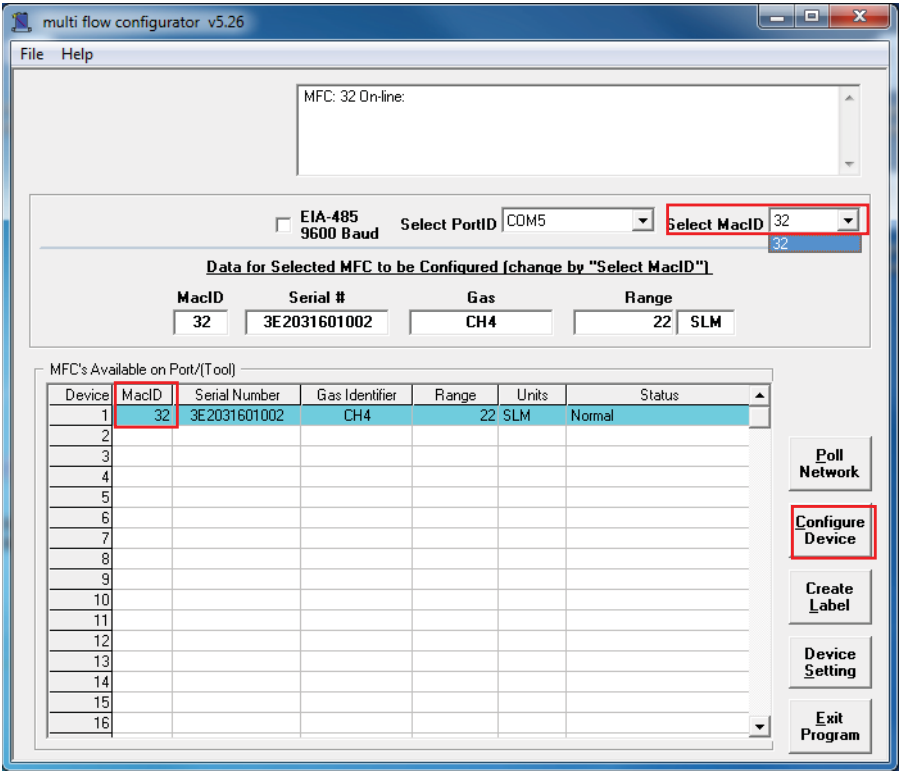 multi flow configurator v5.26
File Help
MFC: 32 On-line:
EIA-485
9600 Baud
Select PortID COM5
Select MacID 32
32
Data for Selected MFC to be Configured (change by "Select MacID")
MacID Serial # Gas Range
32 3E2031601002 CH4 22 SLM
MFC's Available on Port/(Tool)
Device MacID Serial Number Gas Identifier Range Units Status
1 32 3E2031601002 CH4 22 SLM Normal
2
3
4
5
6
7
8
9
10
11
12
13
14
15
16
Poll
Network
Configure
Device
Create
Label
Device
Setting
Exit
Program